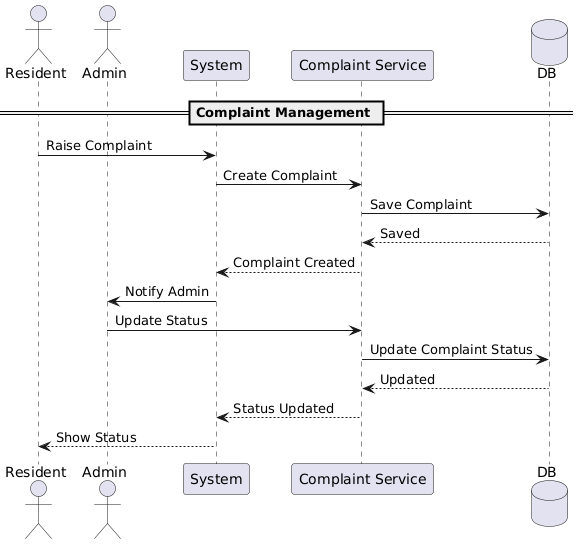 Resident
Admin
System
Complaint Service
DB
Complaint Management
Raise Complaint
Create Complaint
Save Complaint
Saved
Complaint Created
Notify Admin
Update Status
Update Complaint Status
Updated
Status Updated
Show Status
Resident
Admin
System
Complaint Service
DB